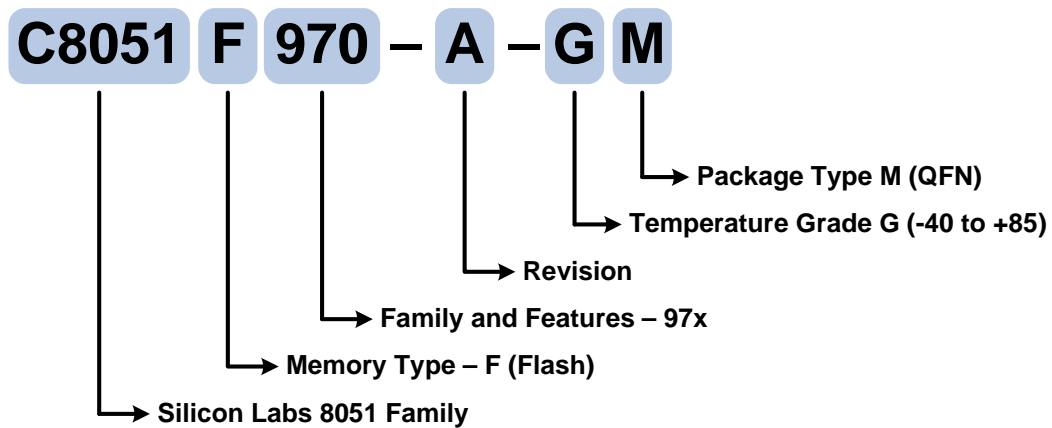 C8051 F 970 – A – G M
Package Type M (QFN)
Temperature Grade G (-40 to +85)
Revision
Family and Features – 97x
Memory Type – F (Flash)
Silicon Labs 8051 Family